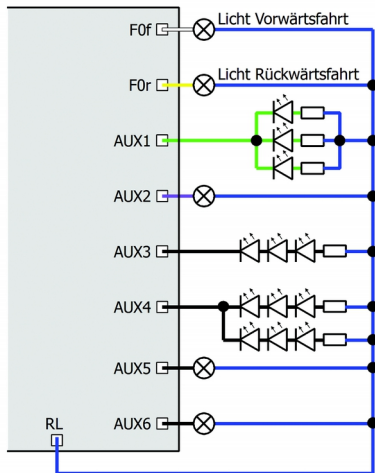 F0f Licht Vorwärtsfahrt
F0r Licht Rückwärtsfahrt
AUX1
AUX2
AUX3
AUX4
AUX5
AUX6
RL